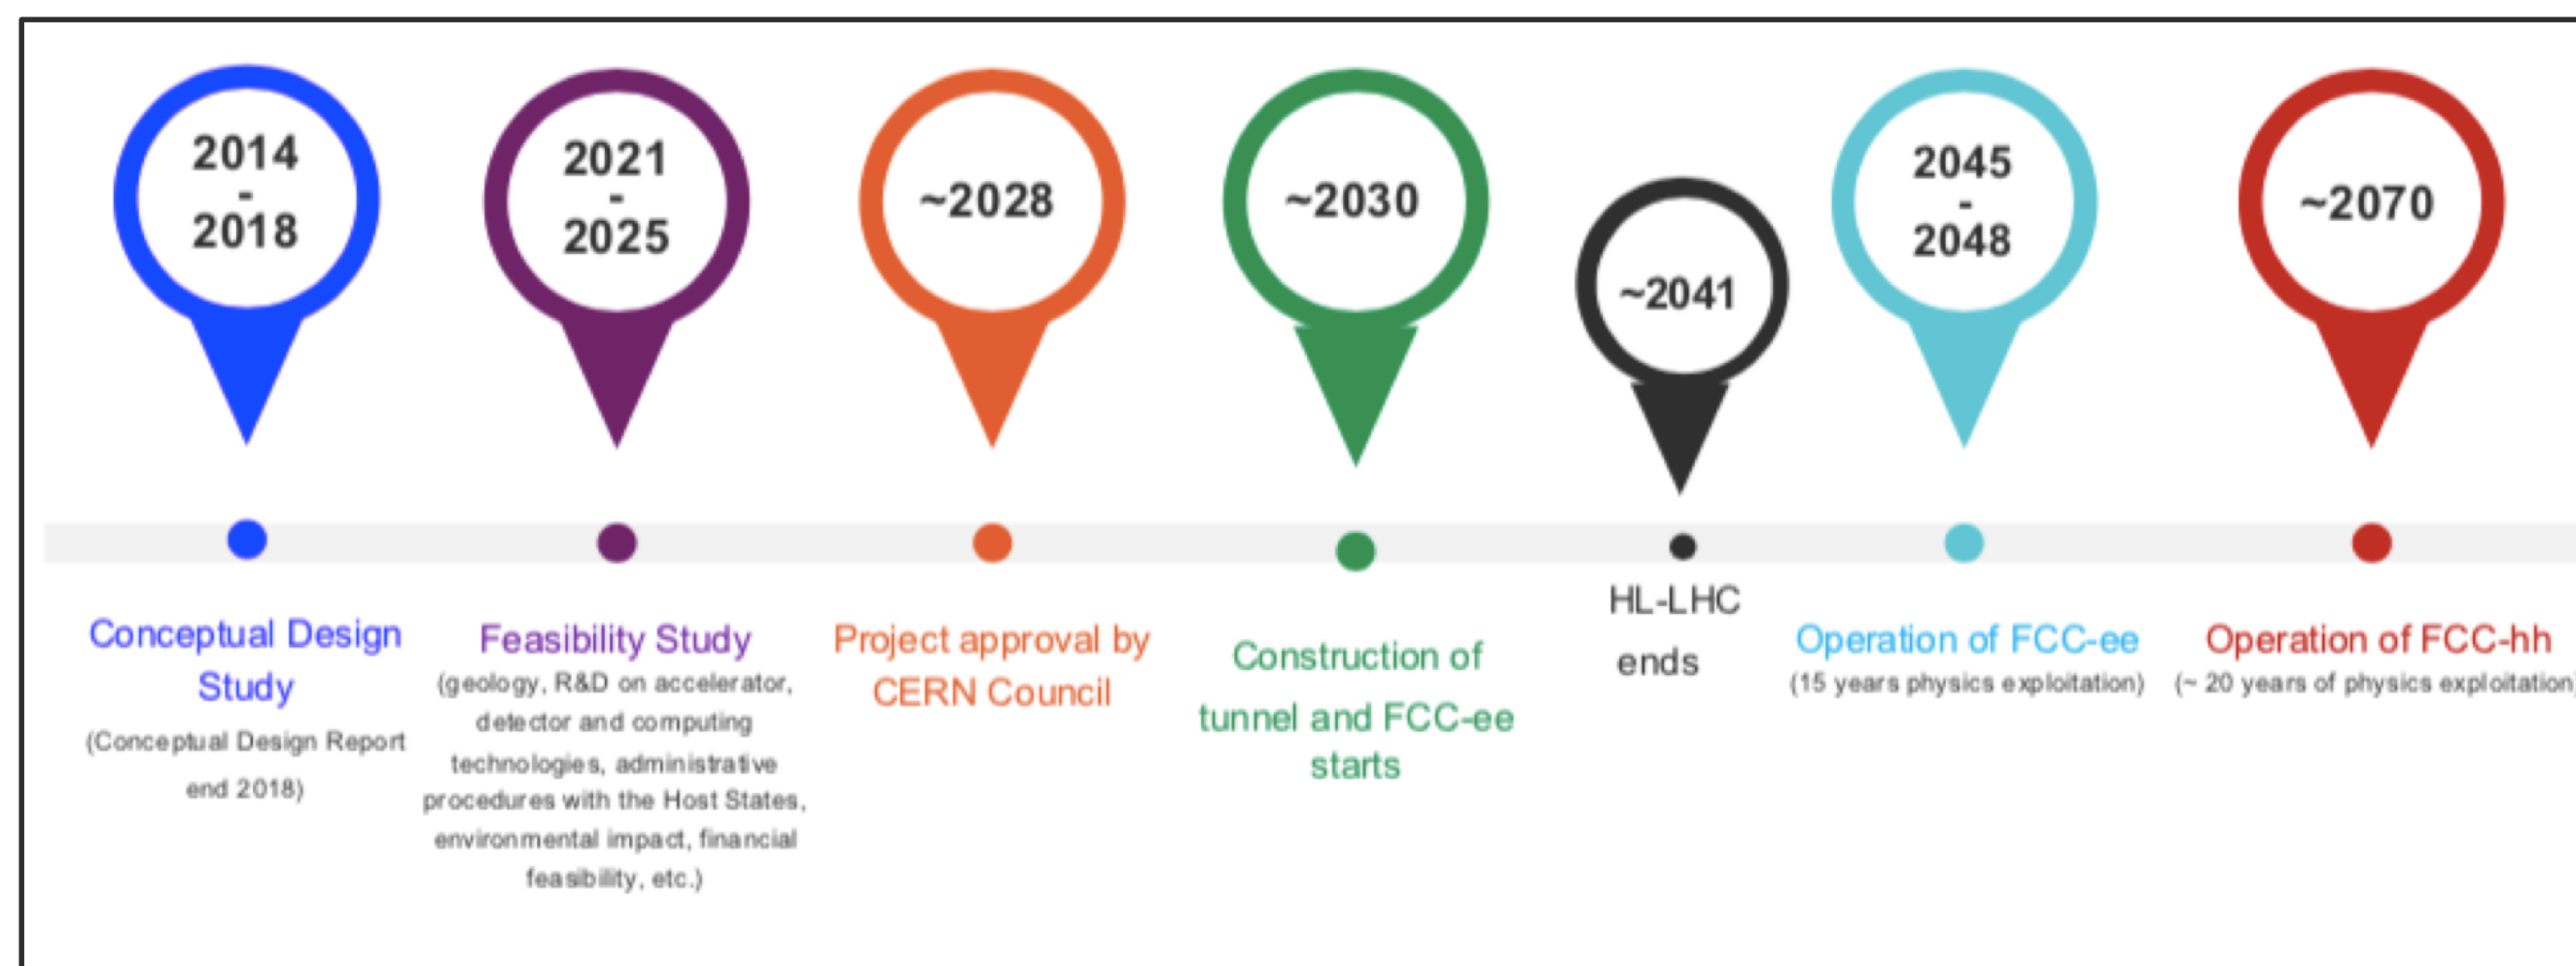 2014
-
2018
2021
-
2025
~2028
~2030
~2041
2045
-
2048
~2070
Conceptual Design
Study
(Conceptual Design Report
end 2018)
Feasibility Study
(geology, R&D on accelerator,
detector and computing
technologies, administrative
procedures with the Host States,
environmental impact, financial
feasibility, etc.)
Project approval by
CERN Council
Construction of
tunnel and FCC-ee
starts
HL-LHC
ends
Operation of FCC-ee
(15 years physics exploitation)
Operation of FCC-hh
(~ 20 years of physics exploitation)